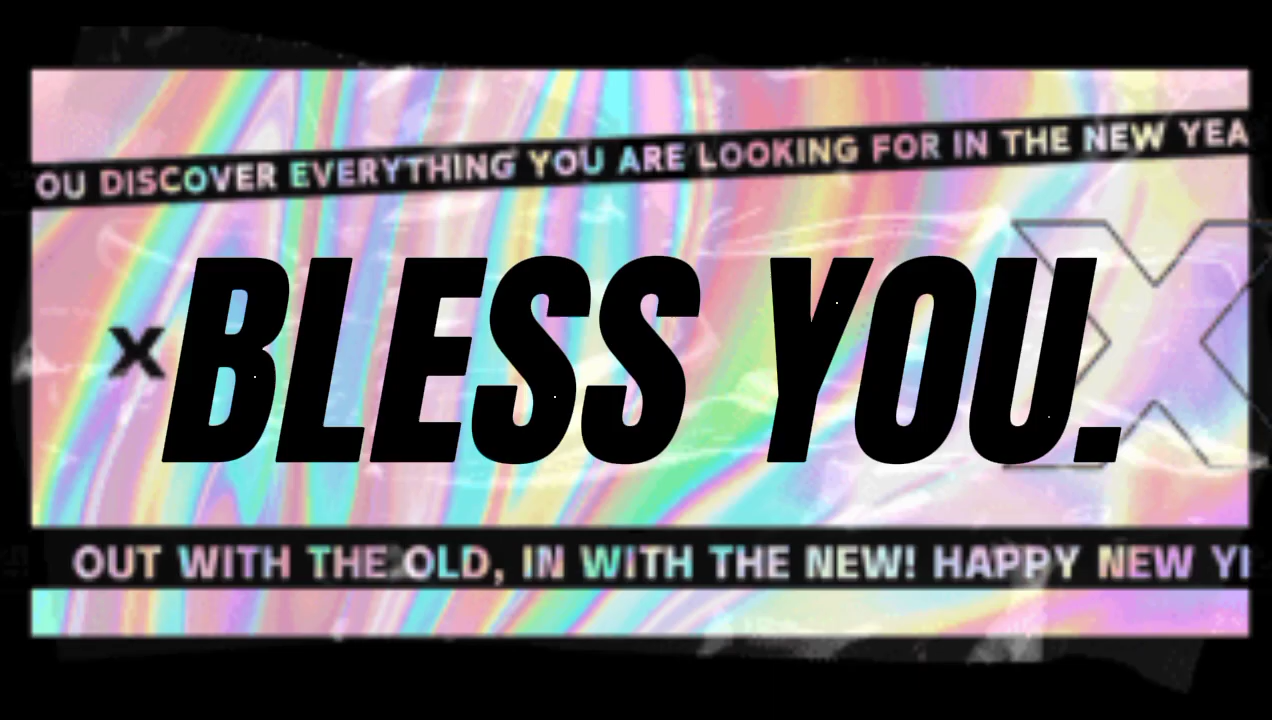 OU DISCOVER EVERYTHING YOU ARE LOOKING FOR IN THE NEW YEA
X BLESS YOU.
OUT WITH THE OLD, IN WITH THE NEW! HAPPY NEW